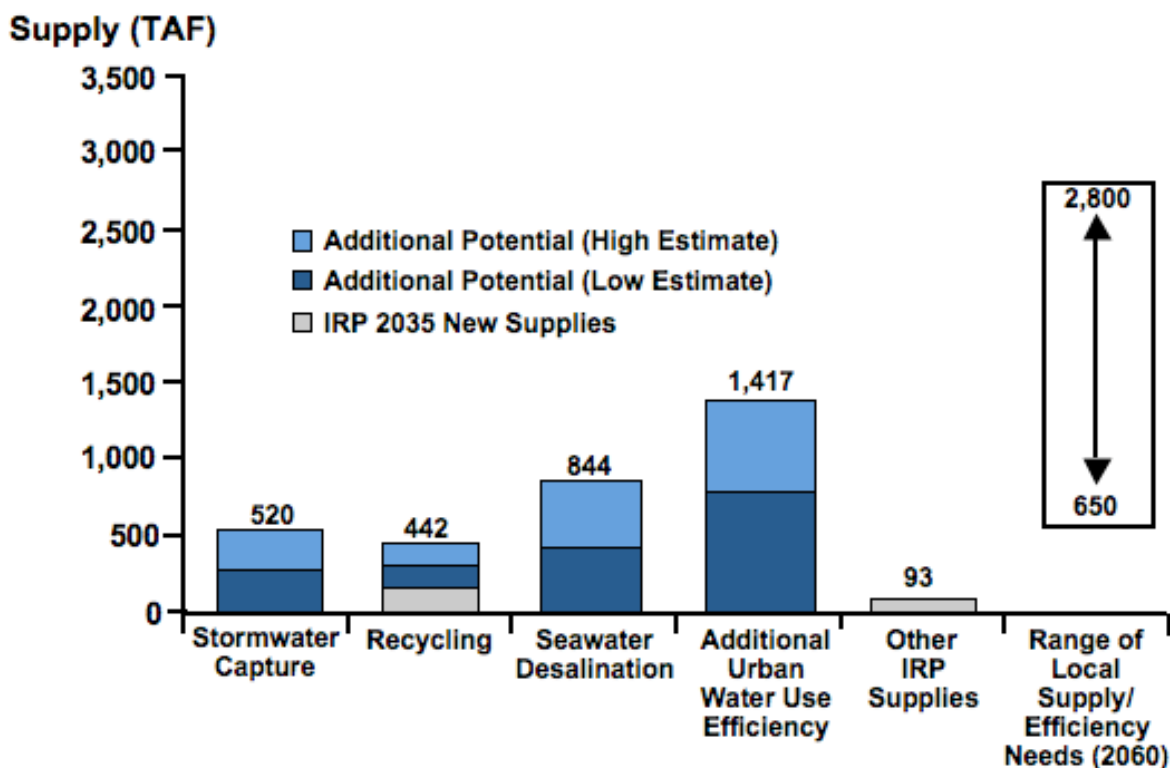 Supply (TAF)
3,500
3,000
2,500
2,000
1,500
1,000
500
0
Additional Potential (High Estimate)
Additional Potential (Low Estimate)
IRP 2035 New Supplies
520
442
844
1,417
93
2,800
650
Stormwater
Capture
Recycling
Seawater
Desalination
Additional
Urban
Water Use
Efficiency
Other
IRP
Supplies
Range of
Local
Supply/
Efficiency
Needs (2060)